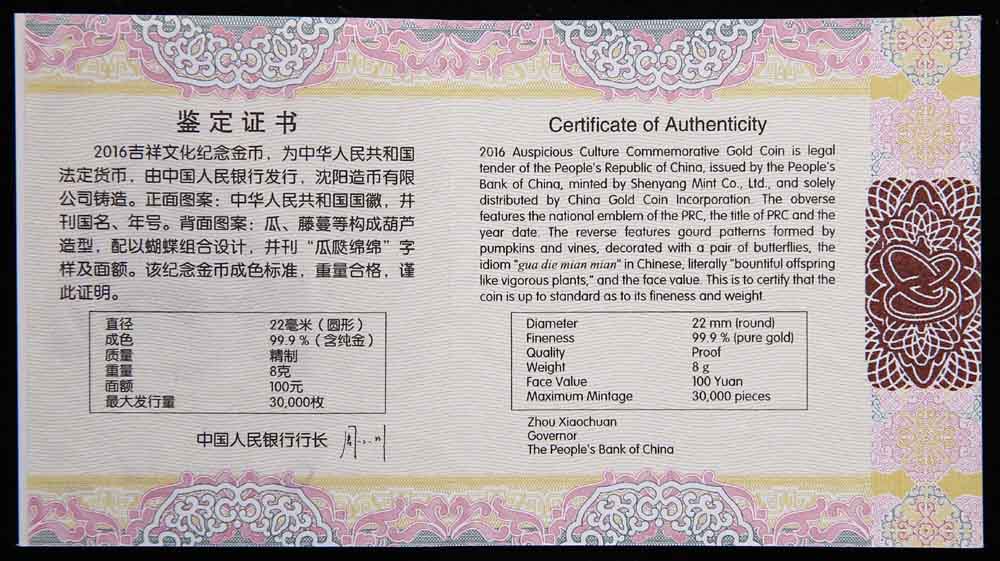 鉴定证书
2016吉祥文化纪念金币，为中华人民共和国
法定货币，由中国人民银行发行，沈阳造币有限
公司铸造。正面图案：中华人民共和国国徽，并
刊国名、年号。背面图案：瓜、藤蔓等构成葫芦
造型，配以蝴蝶组合设计，并刊“瓜瓞绵绵”字
样及面额。该纪念金币成色标准，重量合格，谨
此证明。
直径 22毫米（圆形）
成色 99.9％（含纯金）
质量 精制
重量 8克
面额 100元
最大发行量 30,000枚
中国人民银行行长
Certificate of Authenticity
2016 Auspicious Culture Commemorative Gold Coin is legal
tender of the People's Republic of China, issued by the People's
Bank of China, minted by Shenyang Mint Co., Ltd., and solely
distributed by China Gold Coin Incorporation. The obverse
features the national emblem of the PRC, the title of PRC and the
year date. The reverse features gourd patterns formed by
pumpkins and vines, decorated with a pair of butterflies, the
idiom "gua die mian mian" in Chinese, literally "bountiful offspring
like vigorous plants," and the face value. This is to certify that the
coin is up to standard as to its fineness and weight.
Diameter 22 mm (round)
Fineness 99.9 % (pure gold)
Quality Proof
Weight 8 g
Face Value 100 Yuan
Maximum Mintage 30,000 pieces
Zhou Xiaochuan
Governor
The People's Bank of China